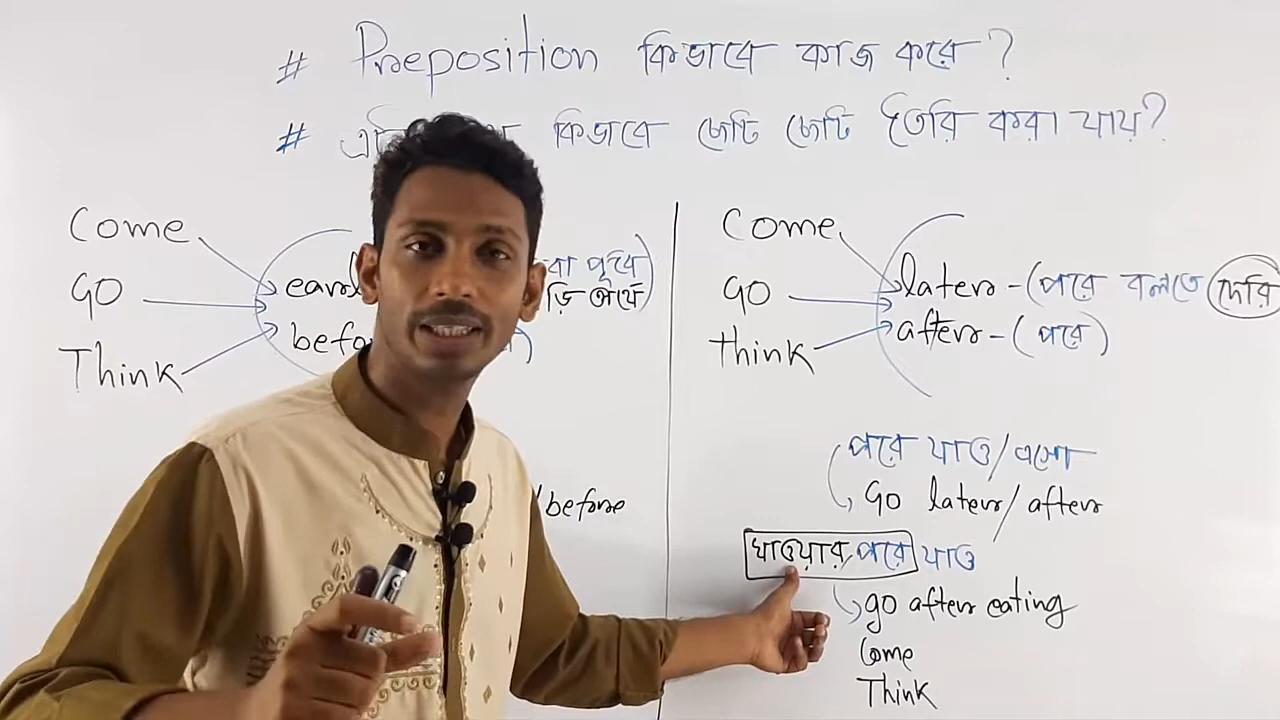 # Preposition কিভাবে কাজ করে?
# কিভাবে ছোট ছোট তৈরি করা যায়?
Come
GO
Think
বা পূর্বে
অর্থে
Come
GO
think
later - (পরে বলতে দেরি
after - (পরে)
before
পরে যাও/এসো
Go later/after
খাওয়ার পরে যাও
go after eating
Come
Think